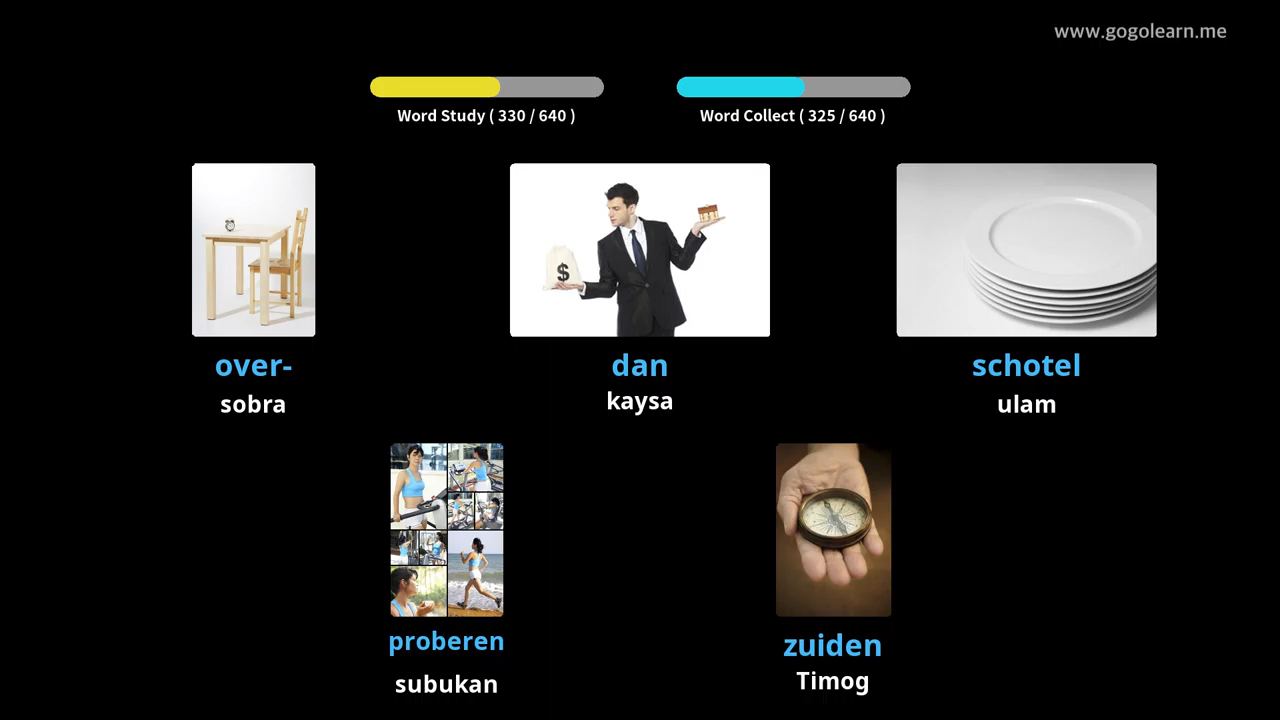 www.gogolearn.me
Word Study ( 330 / 640 )
Word Collect ( 325 / 640 )
$
over-
sobra
dan
kaysa
schotel
ulam
proberen
subukan
zuiden
Timog